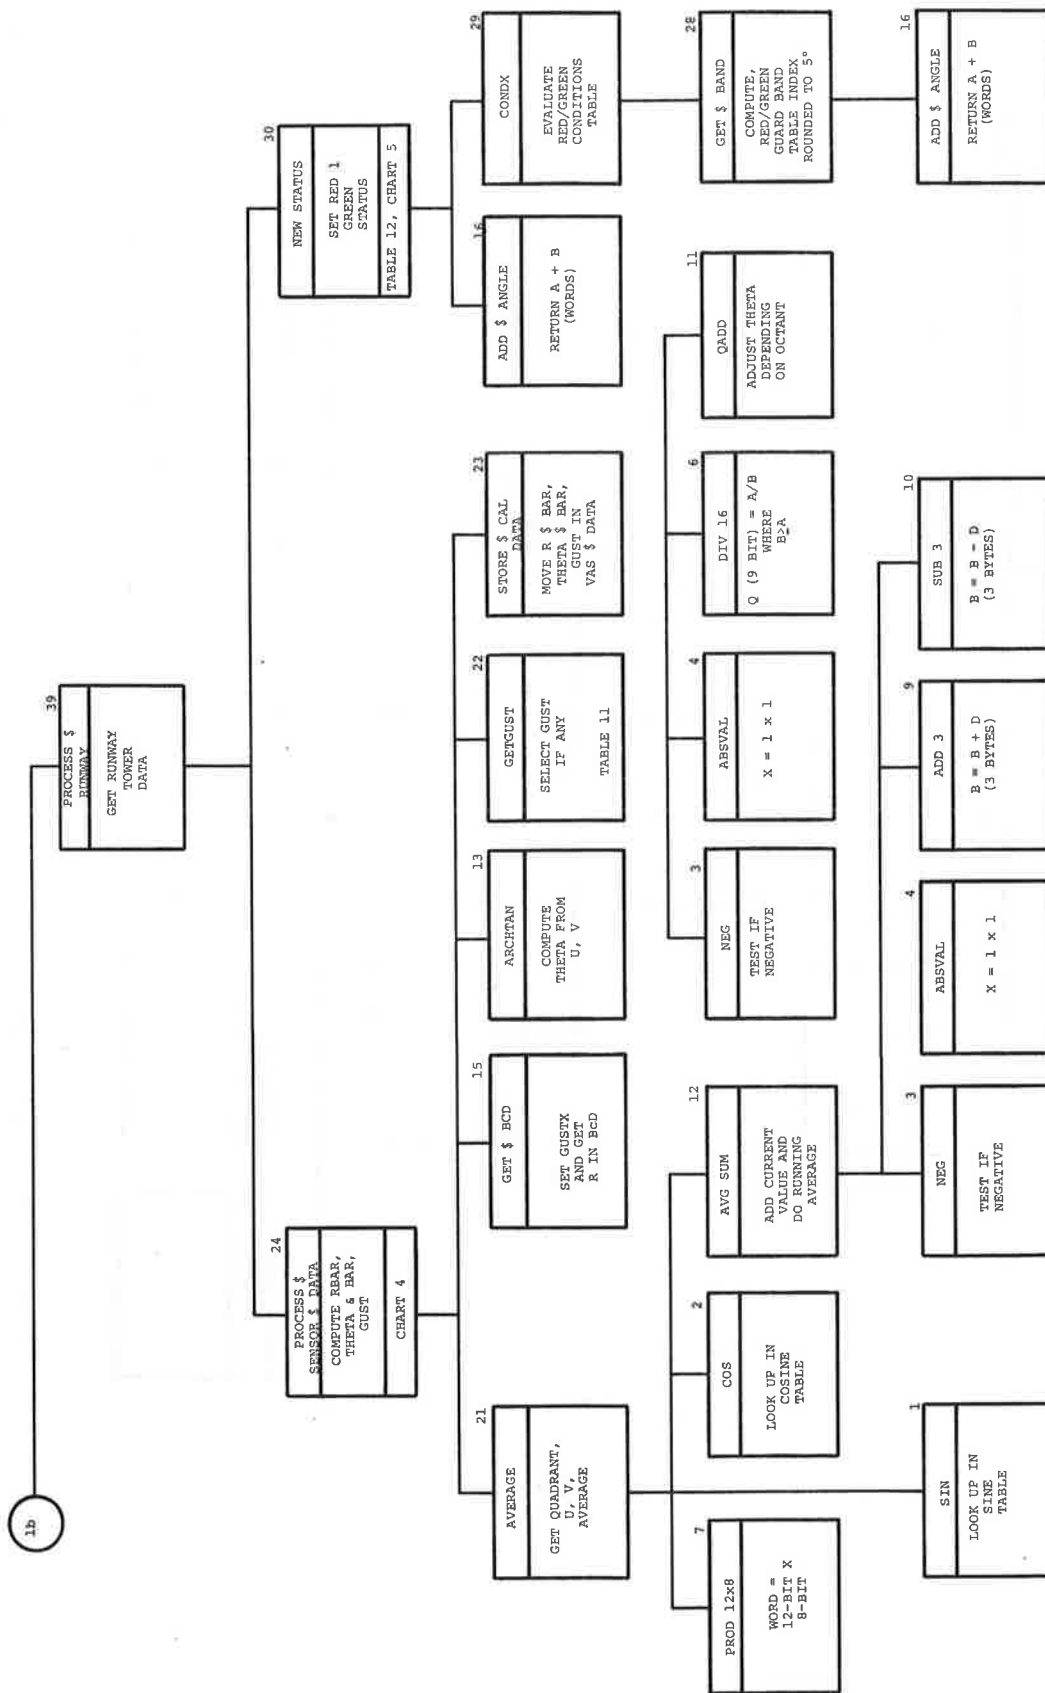 1b
39
PROCESS $
RUNWAY
GET RUNWAY
TOWER
DATA
24
PROCESS $
SENSOR $ DATA
COMPUTE RBAR,
THETA & BAR,
GUST
CHART 4
30
NEW STATUS
SET RED 1
GREEN
STATUS
TABLE 12, CHART 5
21
AVERAGE
GET QUADRANT,
U, V,
AVERAGE
15
GET $ BCD
SET GUSTX
AND GET
R IN BCD
13
ARCHTAN
COMPUTE
THETA FROM
U, V
22
GETGUST
SELECT GUST
IF ANY
TABLE 11
23
STORE $ CAL
DATA
MOVE R $ BAR,
THETA $ BAR,
GUST IN
VAS $ DATA
16
ADD $ ANGLE
RETURN A + B
(WORDS)
29
CONDX
EVALUATE
RED/GREEN
CONDITIONS
TABLE
7
PROD 12x8
WORD =
12-BIT X
8-BIT
2
COS
LOOK UP IN
COSINE
TABLE
12
AVG SUM
ADD CURRENT
VALUE AND
DO RUNNING
AVERAGE
3
NEG
TEST IF
NEGATIVE
4
ABSVAL
X = 1 x 1
6
DIV 16
Q (9 BIT) = A/B
WHERE
B≥A
11
QADD
ADJUST THETA
DEPENDING
ON OCTANT
28
GET $ BAND
COMPUTE,
RED/GREEN
GUARD BAND
TABLE INDEX
ROUNDED TO 5°
1
SIN
LOOK UP IN
SINE
TABLE
3
NEG
TEST IF
NEGATIVE
4
ABSVAL
X = 1 x 1
9
ADD 3
B = B + D
(3 BYTES)
10
SUB 3
B = B - D
(3 BYTES)
16
ADD $ ANGLE
RETURN A + B
(WORDS)